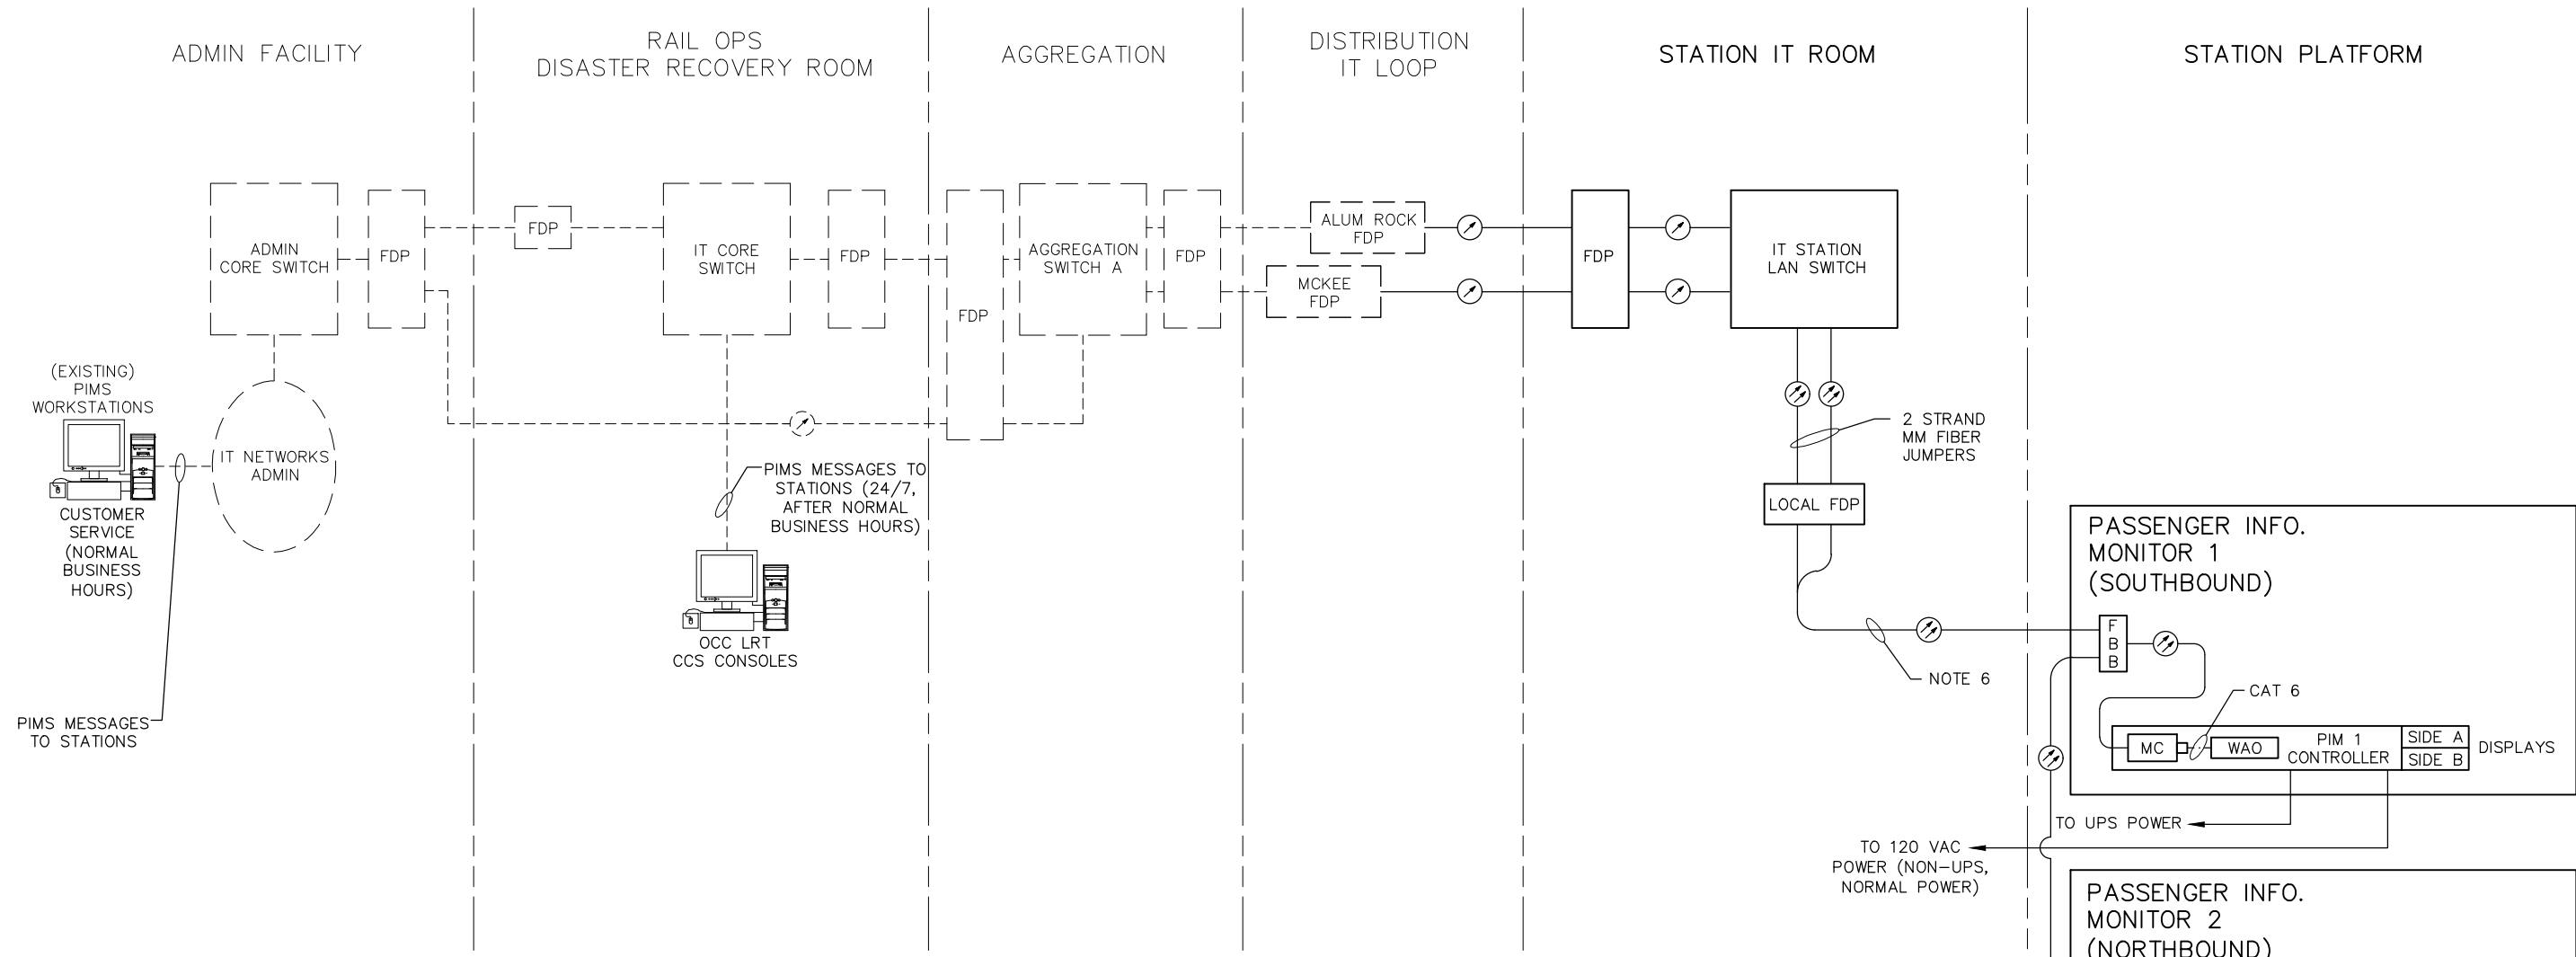 ADMIN FACILITY
RAIL OPS
DISASTER RECOVERY ROOM
AGGREGATION
DISTRIBUTION
IT LOOP
STATION IT ROOM
STATION PLATFORM
ADMIN
CORE SWITCH
FDP
FDP
IT CORE
SWITCH
FDP
FDP
AGGREGATION
SWITCH A
FDP
ALUM ROCK
FDP
MCKEE
FDP
FDP
IT STATION
LAN SWITCH
(EXISTING)
PIMS
WORKSTATIONS
IT NETWORKS
ADMIN
CUSTOMER
SERVICE
(NORMAL
BUSINESS
HOURS)
PIMS MESSAGES
TO STATIONS
PIMS MESSAGES TO
STATIONS (24/7,
AFTER NORMAL
BUSINESS HOURS)
OCC LRT
CCS CONSOLES
2 STRAND
MM FIBER
JUMPERS
LOCAL FDP
NOTE 6
PASSENGER INFO.
MONITOR 1
(SOUTHBOUND)
F
B
B
CAT 6
MC
WAO
PIM 1
CONTROLLER
SIDE A
SIDE B
DISPLAYS
TO UPS POWER
TO 120 VAC
POWER (NON-UPS,
NORMAL POWER)
PASSENGER INFO.
MONITOR 2
(NORTHBOUND)